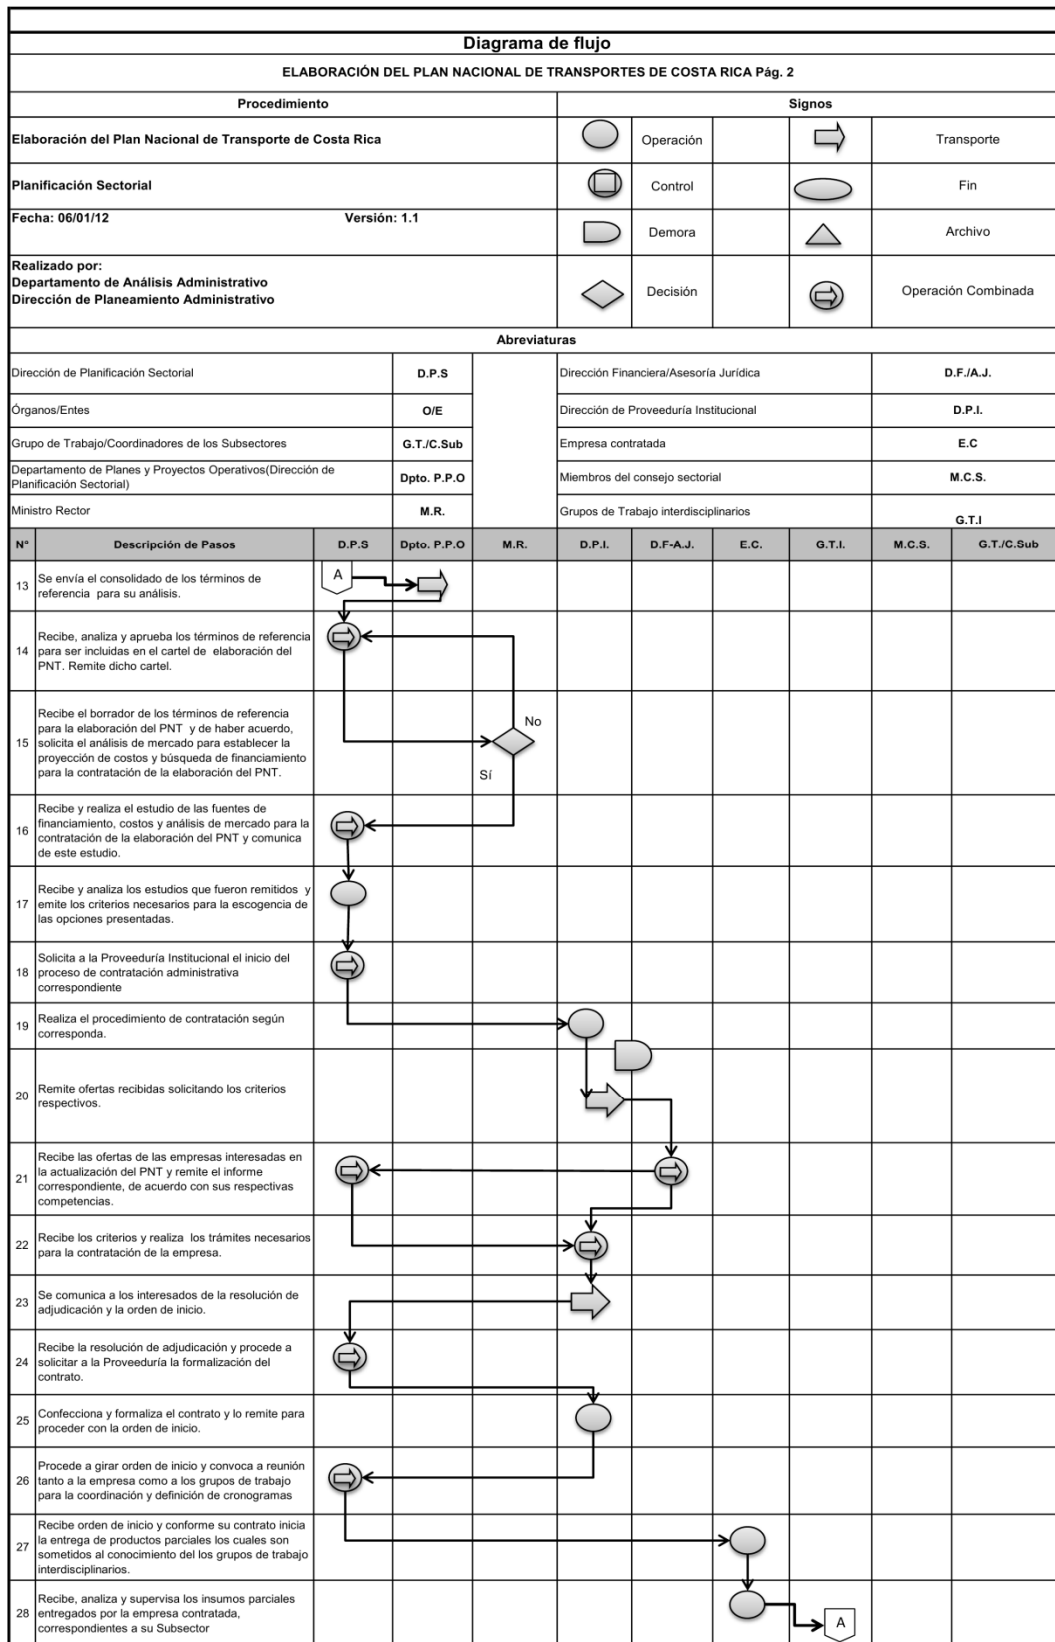 Diagrama de flujo
ELABORACIÓN DEL PLAN NACIONAL DE TRANSPORTES DE COSTA RICA Pág. 2
Procedimiento
Signos
Elaboración del Plan Nacional de Transporte de Costa Rica
Operación
Transporte
Planificación Sectorial
Control
Fin
Fecha: 06/01/12 Versión: 1.1
Demora
Archivo
Realizado por:
Departamento de Análisis Administrativo
Dirección de Planeamiento Administrativo
Decisión
Operación Combinada
Abreviaturas
Dirección de Planificación Sectorial
D.P.S
Dirección Financiera/Asesoría Jurídica
D.F./A.J.
Órganos/Entes
O/E
Dirección de Proveeduría Institucional
D.P.I.
Grupo de Trabajo/Coordinadores de los Subsectores
G.T./C.Sub
Empresa contratada
E.C
Departamento de Planes y Proyectos Operativos(Dirección de
Planificación Sectorial)
Dpto. P.P.O
Miembros del consejo sectorial
M.C.S.
Ministro Rector
M.R.
Grupos de Trabajo interdisciplinarios
G.T.I
N° Descripción de Pasos D.P.S Dpto. P.P.O M.R. D.P.I. D.F-A.J. E.C. G.T.I. M.C.S. G.T./C.Sub
13
Se envía el consolidado de los términos de
referencia para su análisis.
A
14
Recibe, analiza y aprueba los términos de referencia
para ser incluidas en el cartel de elaboración del
PNT. Remite dicho cartel.
15
Recibe el borrador de los términos de referencia
para la elaboración del PNT y de haber acuerdo,
solicita el análisis de mercado para establecer la
proyección de costos y búsqueda de financiamiento
para la contratación de la elaboración del PNT.
No
Sí
16
Recibe y realiza el estudio de las fuentes de
financiamiento, costos y análisis de mercado para la
contratación de la elaboración del PNT y comunica
de este estudio.
17
Recibe y analiza los estudios que fueron remitidos y
emite los criterios necesarios para la escogencia de
las opciones presentadas.
18
Solicita a la Proveeduría Institucional el inicio del
proceso de contratación administrativa
correspondiente
19
Realiza el procedimiento de contratación según
corresponda.
20
Remite ofertas recibidas solicitando los criterios
respectivos.
21
Recibe las ofertas de las empresas interesadas en
la actualización del PNT y remite el informe
correspondiente, de acuerdo con sus respectivas
competencias.
22
Recibe los criterios y realiza los trámites necesarios
para la contratación de la empresa.
23
Se comunica a los interesados de la resolución de
adjudicación y la orden de inicio.
24
Recibe la resolución de adjudicación y procede a
solicitar a la Proveeduría la formalización del
contrato.
25
Confecciona y formaliza el contrato y lo remite para
proceder con la orden de inicio.
26
Procede a girar orden de inicio y convoca a reunión
tanto a la empresa como a los grupos de trabajo
para la coordinación y definición de cronogramas
27
Recibe orden de inicio y conforme su contrato inicia
la entrega de productos parciales los cuales son
sometidos al conocimiento del los grupos de trabajo
interdisciplinarios.
28
Recibe, analiza y supervisa los insumos parciales
entregados por la empresa contratada,
correspondientes a su Subsector
A